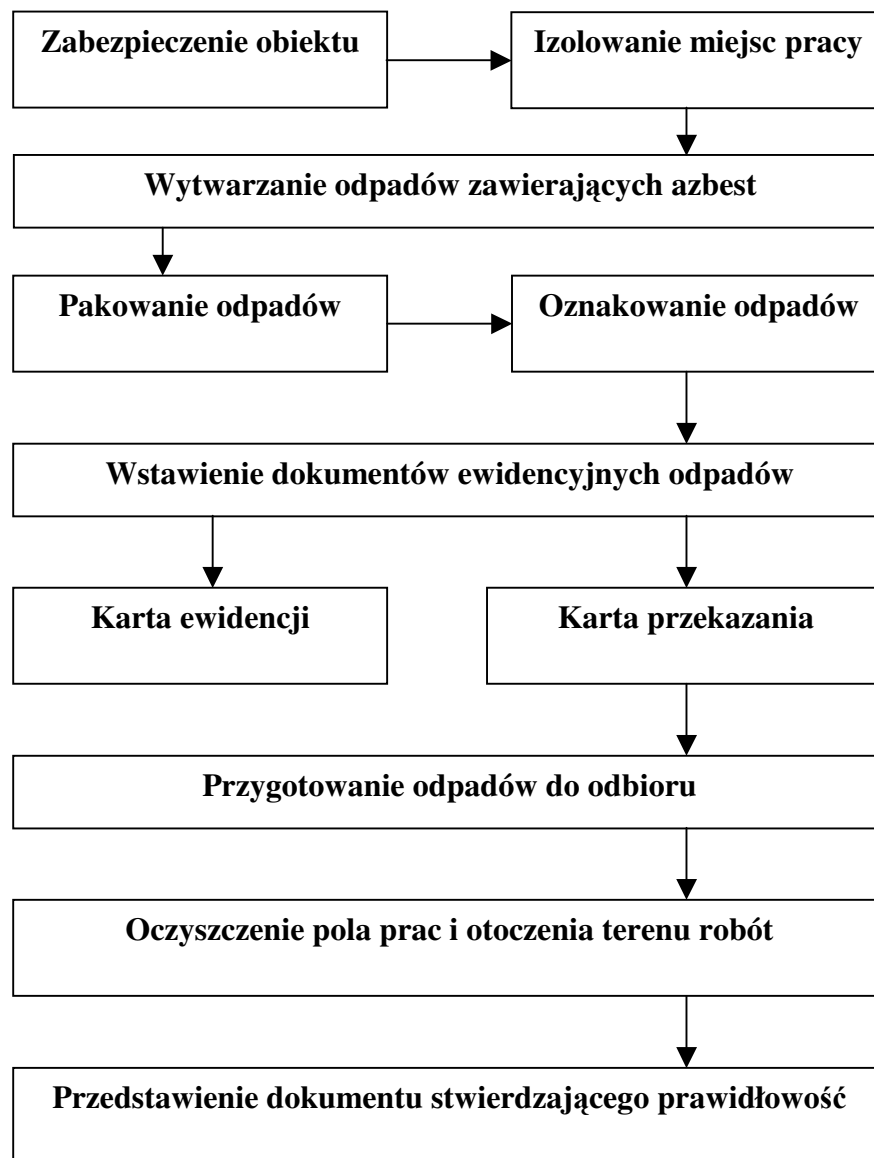 Zabezpieczenie obiektu
Izolowanie miejsc pracy
Wytwarzanie odpadów zawierających azbest
Pakowanie odpadów
Oznakowanie odpadów
Wstawienie dokumentów ewidencyjnych odpadów
Karta ewidencji
Karta przekazania
Przygotowanie odpadów do odbioru
Oczyszczenie pola prac i otoczenia terenu robót
Przedstawienie dokumentu stwierdzającego prawidłowość